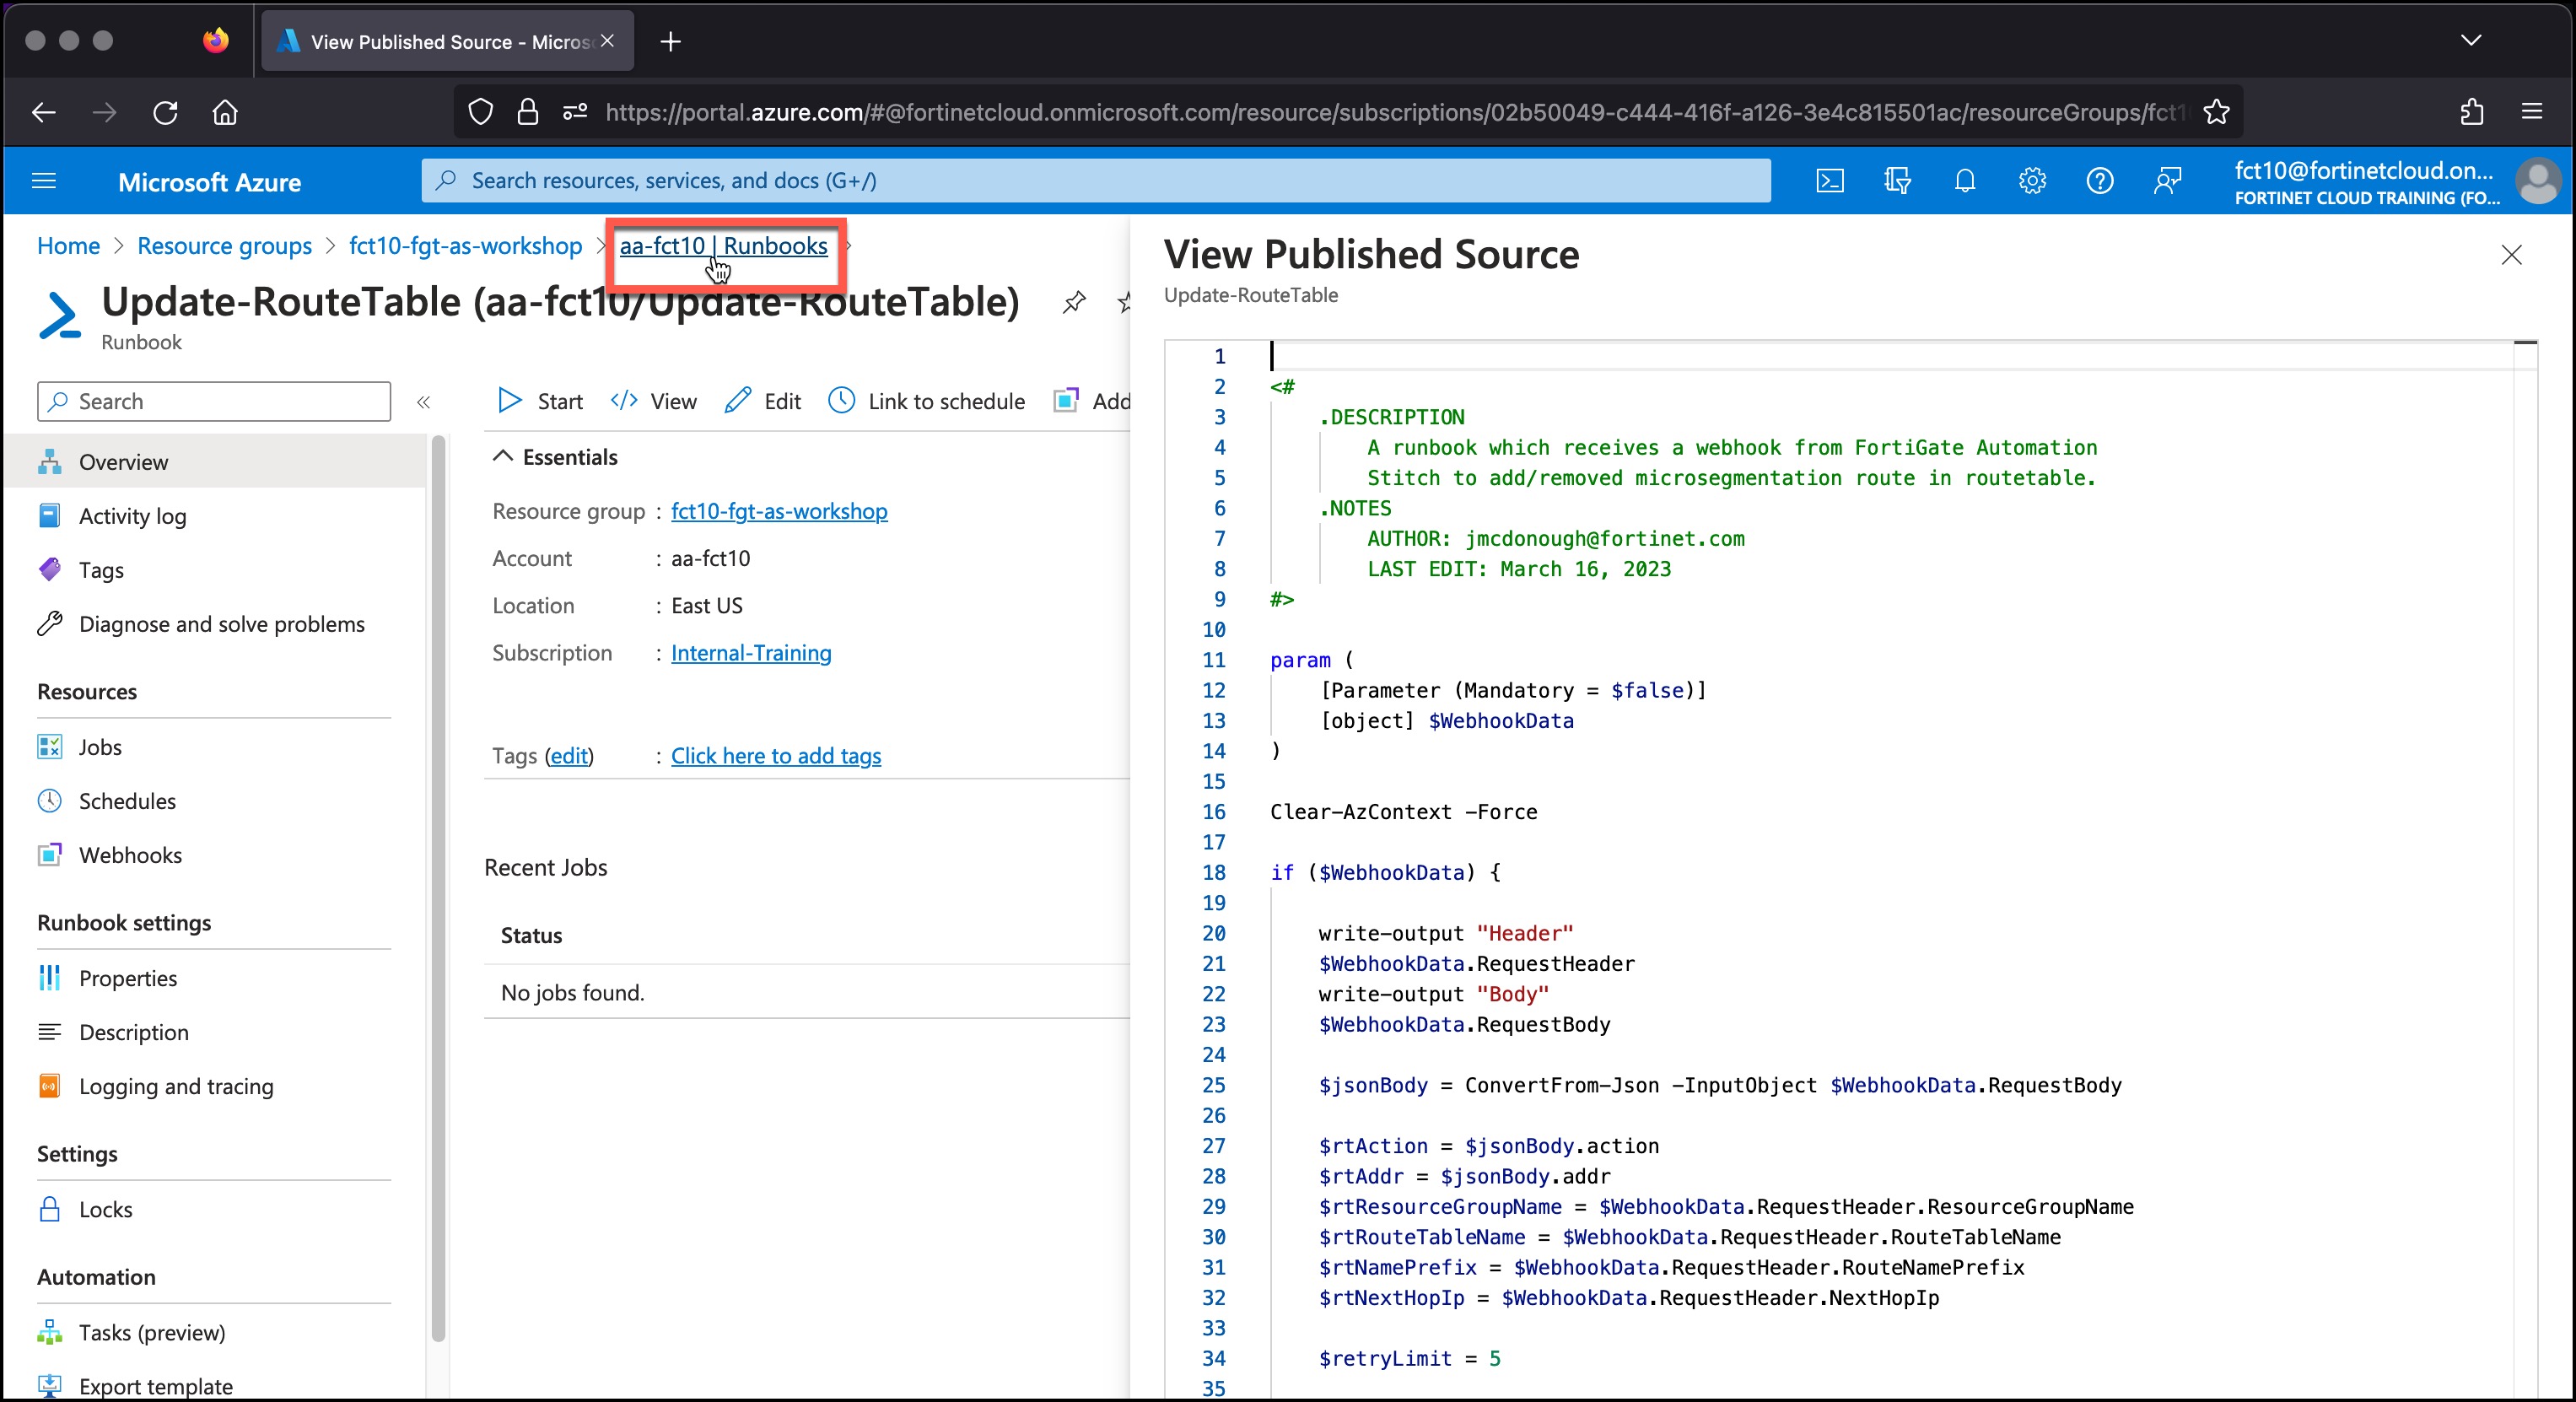 View Published Source - Micros
https://portal.azure.com/#@fortinetcloud.onmicrosoft.com/resource/subscriptions/02b50049-c444-416f-a126-3e4c815501ac/resourceGroups/fct1
Microsoft Azure
Search resources, services, and docs (G+/)
fct10@fortinetcloud.on...
FORTINET CLOUD TRAINING (FO...
Home > Resource groups > fct10-fgt-as-workshop > aa-fct10 | Runbooks >
Update-RouteTable (aa-fct10/Update-RouteTable)
Runbook
Search
«
Overview
Activity log
Tags
Diagnose and solve problems
Resources
Jobs
Schedules
Webhooks
Runbook settings
Properties
Description
Logging and tracing
Settings
Locks
Automation
Tasks (preview)
Export template
Start </> View Edit Link to schedule Add
Essentials
Resource group : fct10-fgt-as-workshop
Account : aa-fct10
Location : East US
Subscription : Internal-Training
Tags (edit) : Click here to add tags
Recent Jobs
Status
No jobs found.
View Published Source
Update-RouteTable
1
2 <#
3 .DESCRIPTION
4 A runbook which receives a webhook from FortiGate Automation
5 Stitch to add/removed microsegmentation route in routetable.
6 .NOTES
7 AUTHOR: jmcdonough@fortinet.com
8 LAST EDIT: March 16, 2023
9 #>
10
11 param (
12 [Parameter (Mandatory = $false)]
13 [object] $WebhookData
14 )
15
16 Clear-AzContext -Force
17
18 if ($WebhookData) {
19
20 write-output "Header"
21 $WebhookData.RequestHeader
22 write-output "Body"
23 $WebhookData.RequestBody
24
25 $jsonBody = ConvertFrom-Json -InputObject $WebhookData.RequestBody
26
27 $rtAction = $jsonBody.action
28 $rtAddr = $jsonBody.addr
29 $rtResourceGroupName = $WebhookData.RequestHeader.ResourceGroupName
30 $rtRouteTableName = $WebhookData.RequestHeader.RouteTableName
31 $rtNamePrefix = $WebhookData.RequestHeader.RouteNamePrefix
32 $rtNextHopIp = $WebhookData.RequestHeader.NextHopIp
33
34 $retryLimit = 5
35